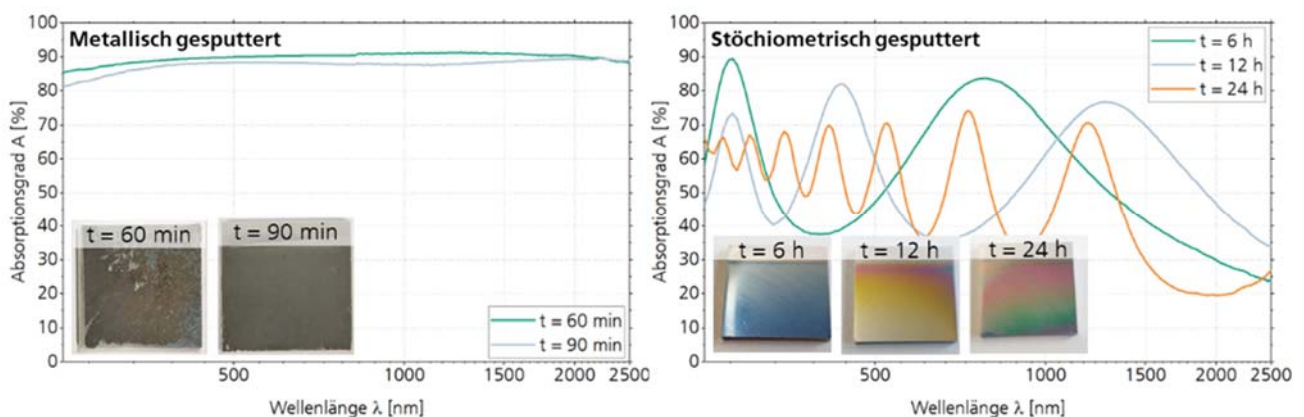 Metallisch gesputtert
Absorptionsgrad A [%]
100
90
80
70
60
50
40
30
20
10
0
t = 60 min
t = 90 min
t = 60 min
t = 90 min
500
1000
1500
2000
2500
Wellenlänge λ [nm]
Stöchiometrisch gesputtert
t = 6 h
t = 12 h
t = 24 h
Absorptionsgrad A [%]
100
90
80
70
60
50
40
30
20
10
0
t = 6 h
t = 12 h
t = 24 h
500
1000
1500
2000
2500
Wellenlänge λ [nm]